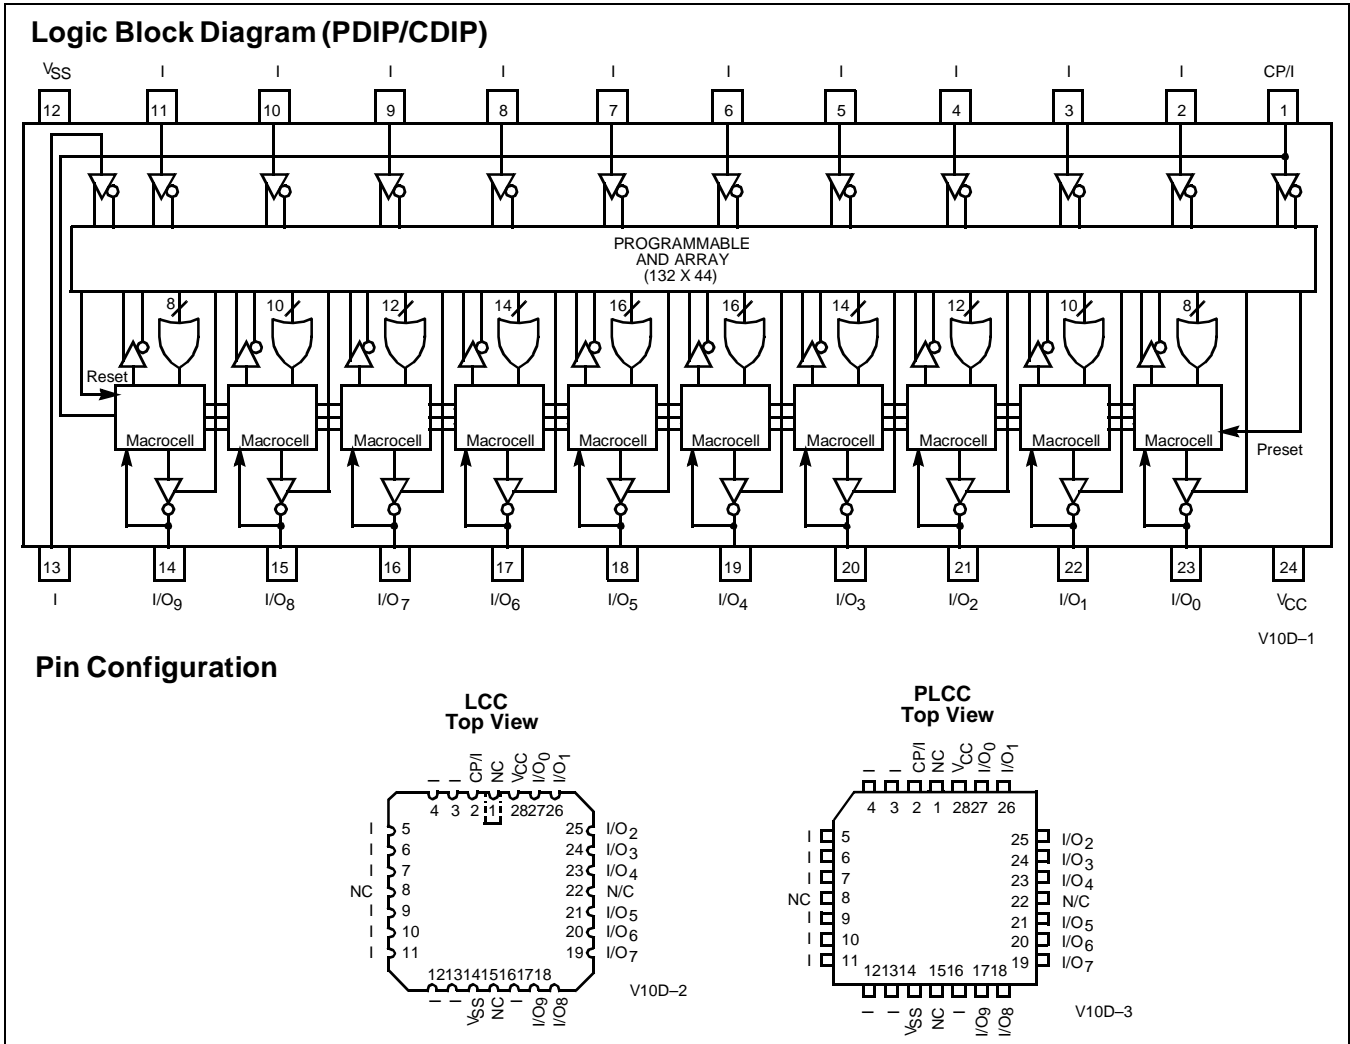 Logic Block Diagram (PDIP/CDIP)
VSS I I I I I I I I I I CP/I
12 11 10 9 8 7 6 5 4 3 2 1
PROGRAMMABLE
AND ARRAY
(132 X 44)
8 10 12 14 16 16 14 12 10 8
Reset
Macrocell Macrocell Macrocell Macrocell Macrocell Macrocell Macrocell Macrocell Macrocell Macrocell
Preset
13 14 15 16 17 18 19 20 21 22 23 24
I I/O9 I/O8 I/O7 I/O6 I/O5 I/O4 I/O3 I/O2 I/O1 I/O0 VCC
V10D–1
Pin Configuration
LCC
Top View
I I CP/I NC VCC I/O0 I/O1
4 3 2 1 28 27 26
I 5 25 I/O2
I 6 24 I/O3
I 7 23 I/O4
NC 8 22 N/C
I 9 21 I/O5
I 10 20 I/O6
I 11 19 I/O7
12 13 14 15 16 17 18
I I VSS NC I I/O9 I/O8
V10D–2
PLCC
Top View
I I CP/I NC VCC I/O0 I/O1
4 3 2 1 28 27 26
I 5 25 I/O2
I 6 24 I/O3
I 7 23 I/O4
NC 8 22 N/C
I 9 21 I/O5
I 10 20 I/O6
I 11 19 I/O7
12 13 14 15 16 17 18
I I VSS NC I I/O9 I/O8
V10D–3